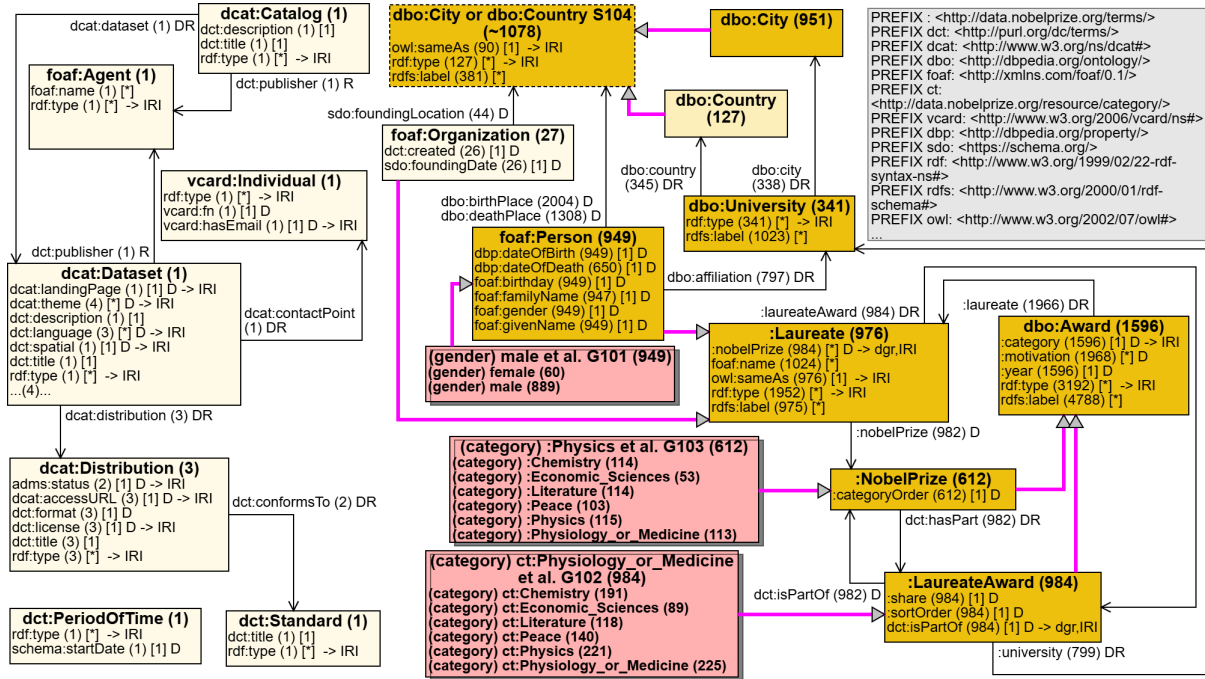 dcat:Catalog (1)
dct:description (1) [1]
dct:title (1) [1]
rdf:type (1) [*]  -> IRI
dcat:dataset (1) DR
foaf:Agent (1)
foaf:name (1) [*]
rdf:type (1) [*]  -> IRI
dct:publisher (1) R
vcard:Individual (1)
rdf:type (1) [*]  -> IRI
vcard:fn (1) [1] D
vcard:hasEmail (1) [1] D -> IRI
dct:publisher (1) R
dcat:Dataset (1)
dcat:landingPage (1) [1] D -> IRI
dcat:theme (4) [*] D -> IRI
dct:description (1) [1]
dct:language (3) [*] D -> IRI
dct:spatial (1) [1] D -> IRI
dct:title (1) [1]
rdf:type (1) [*]  -> IRI
...(4)...
dcat:contactPoint
(1) DR
dcat:distribution (3) DR
dcat:Distribution (3)
adms:status (2) [1] D -> IRI
dcat:accessURL (3) [1] D -> IRI
dct:format (3) [1] D
dct:license (3) [1] D -> IRI
dct:title (3) [1]
rdf:type (3) [*]  -> IRI
dct:conformsTo (2) DR
dct:PeriodOfTime (1)
rdf:type (1) [*]  -> IRI
schema:startDate (1) [1] D
dct:Standard (1)
dct:title (1) [1]
rdf:type (1) [*]  -> IRI
dbo:City or dbo:Country S104
(~1078)
owl:sameAs (90) [1]  -> IRI
rdf:type (127) [*]  -> IRI
rdfs:label (381) [*]
dbo:City (951)
dbo:Country
(127)
sdo:foundingLocation (44) D
foaf:Organization (27)
dct:created (26) [1] D
sdo:foundingDate (26) [1] D
dbo:country
(345) DR
dbo:city
(338) DR
dbo:birthPlace (2004) D
dbo:deathPlace (1308) D
dbo:University (341)
rdf:type (341) [*]  -> IRI
rdfs:label (1023) [*]
foaf:Person (949)
dbp:dateOfBirth (949) [1] D
dbp:dateOfDeath (650) [1] D
foaf:birthday (949) [1] D
foaf:familyName (947) [1] D
foaf:gender (949) [1] D
foaf:givenName (949) [1] D
dbo:affiliation (797) DR
(gender) male et al. G101 (949)
(gender) female (60)
(gender) male (889)
:laureateAward (984) DR
:laureate (1966) DR
:Laureate (976)
:nobelPrize (984) [*] D -> dgr,IRI
foaf:name (1024) [*]
owl:sameAs (976) [1]  -> IRI
rdf:type (1952) [*]  -> IRI
rdfs:label (975) [*]
dbo:Award (1596)
:category (1596) [1] D -> IRI
:motivation (1968) [*] D
:year (1596) [1] D
rdf:type (3192) [*]  -> IRI
rdfs:label (4788) [*]
:nobelPrize (982) D
(category) :Physics et al. G103 (612)
(category) :Chemistry (114)
(category) :Economic_Sciences (53)
(category) :Literature (114)
(category) :Peace (103)
(category) :Physics (115)
(category) :Physiology_or_Medicine (113)
:NobelPrize (612)
:categoryOrder (612) [1] D
dct:hasPart (982) DR
(category) ct:Physiology_or_Medicine
et al. G102 (984)
(category) ct:Chemistry (191)
(category) ct:Economic_Sciences (89)
(category) ct:Literature (118)
(category) ct:Peace (140)
(category) ct:Physics (221)
(category) ct:Physiology_or_Medicine (225)
dct:isPartOf (982) D
:LaureateAward (984)
:share (984) [1] D
:sortOrder (984) [1] D
dct:isPartOf (984) [1] D -> dgr,IRI
:university (799) DR
PREFIX : <http://data.nobelprize.org/terms/>
PREFIX dct: <http://purl.org/dc/terms/>
PREFIX dcat: <http://www.w3.org/ns/dcat#>
PREFIX dbo: <http://dbpedia.org/ontology/>
PREFIX foaf: <http://xmlns.com/foaf/0.1/>
PREFIX ct:
<http://data.nobelprize.org/resource/category/>
PREFIX vcard: <http://www.w3.org/2006/vcard/ns#>
PREFIX dbp: <http://dbpedia.org/property/>
PREFIX sdo: <https://schema.org/>
PREFIX rdf: <http://www.w3.org/1999/02/22-rdf-
syntax-ns#>
PREFIX rdfs: <http://www.w3.org/2000/01/rdf-
schema#>
PREFIX owl: <http://www.w3.org/2002/07/owl#>
...